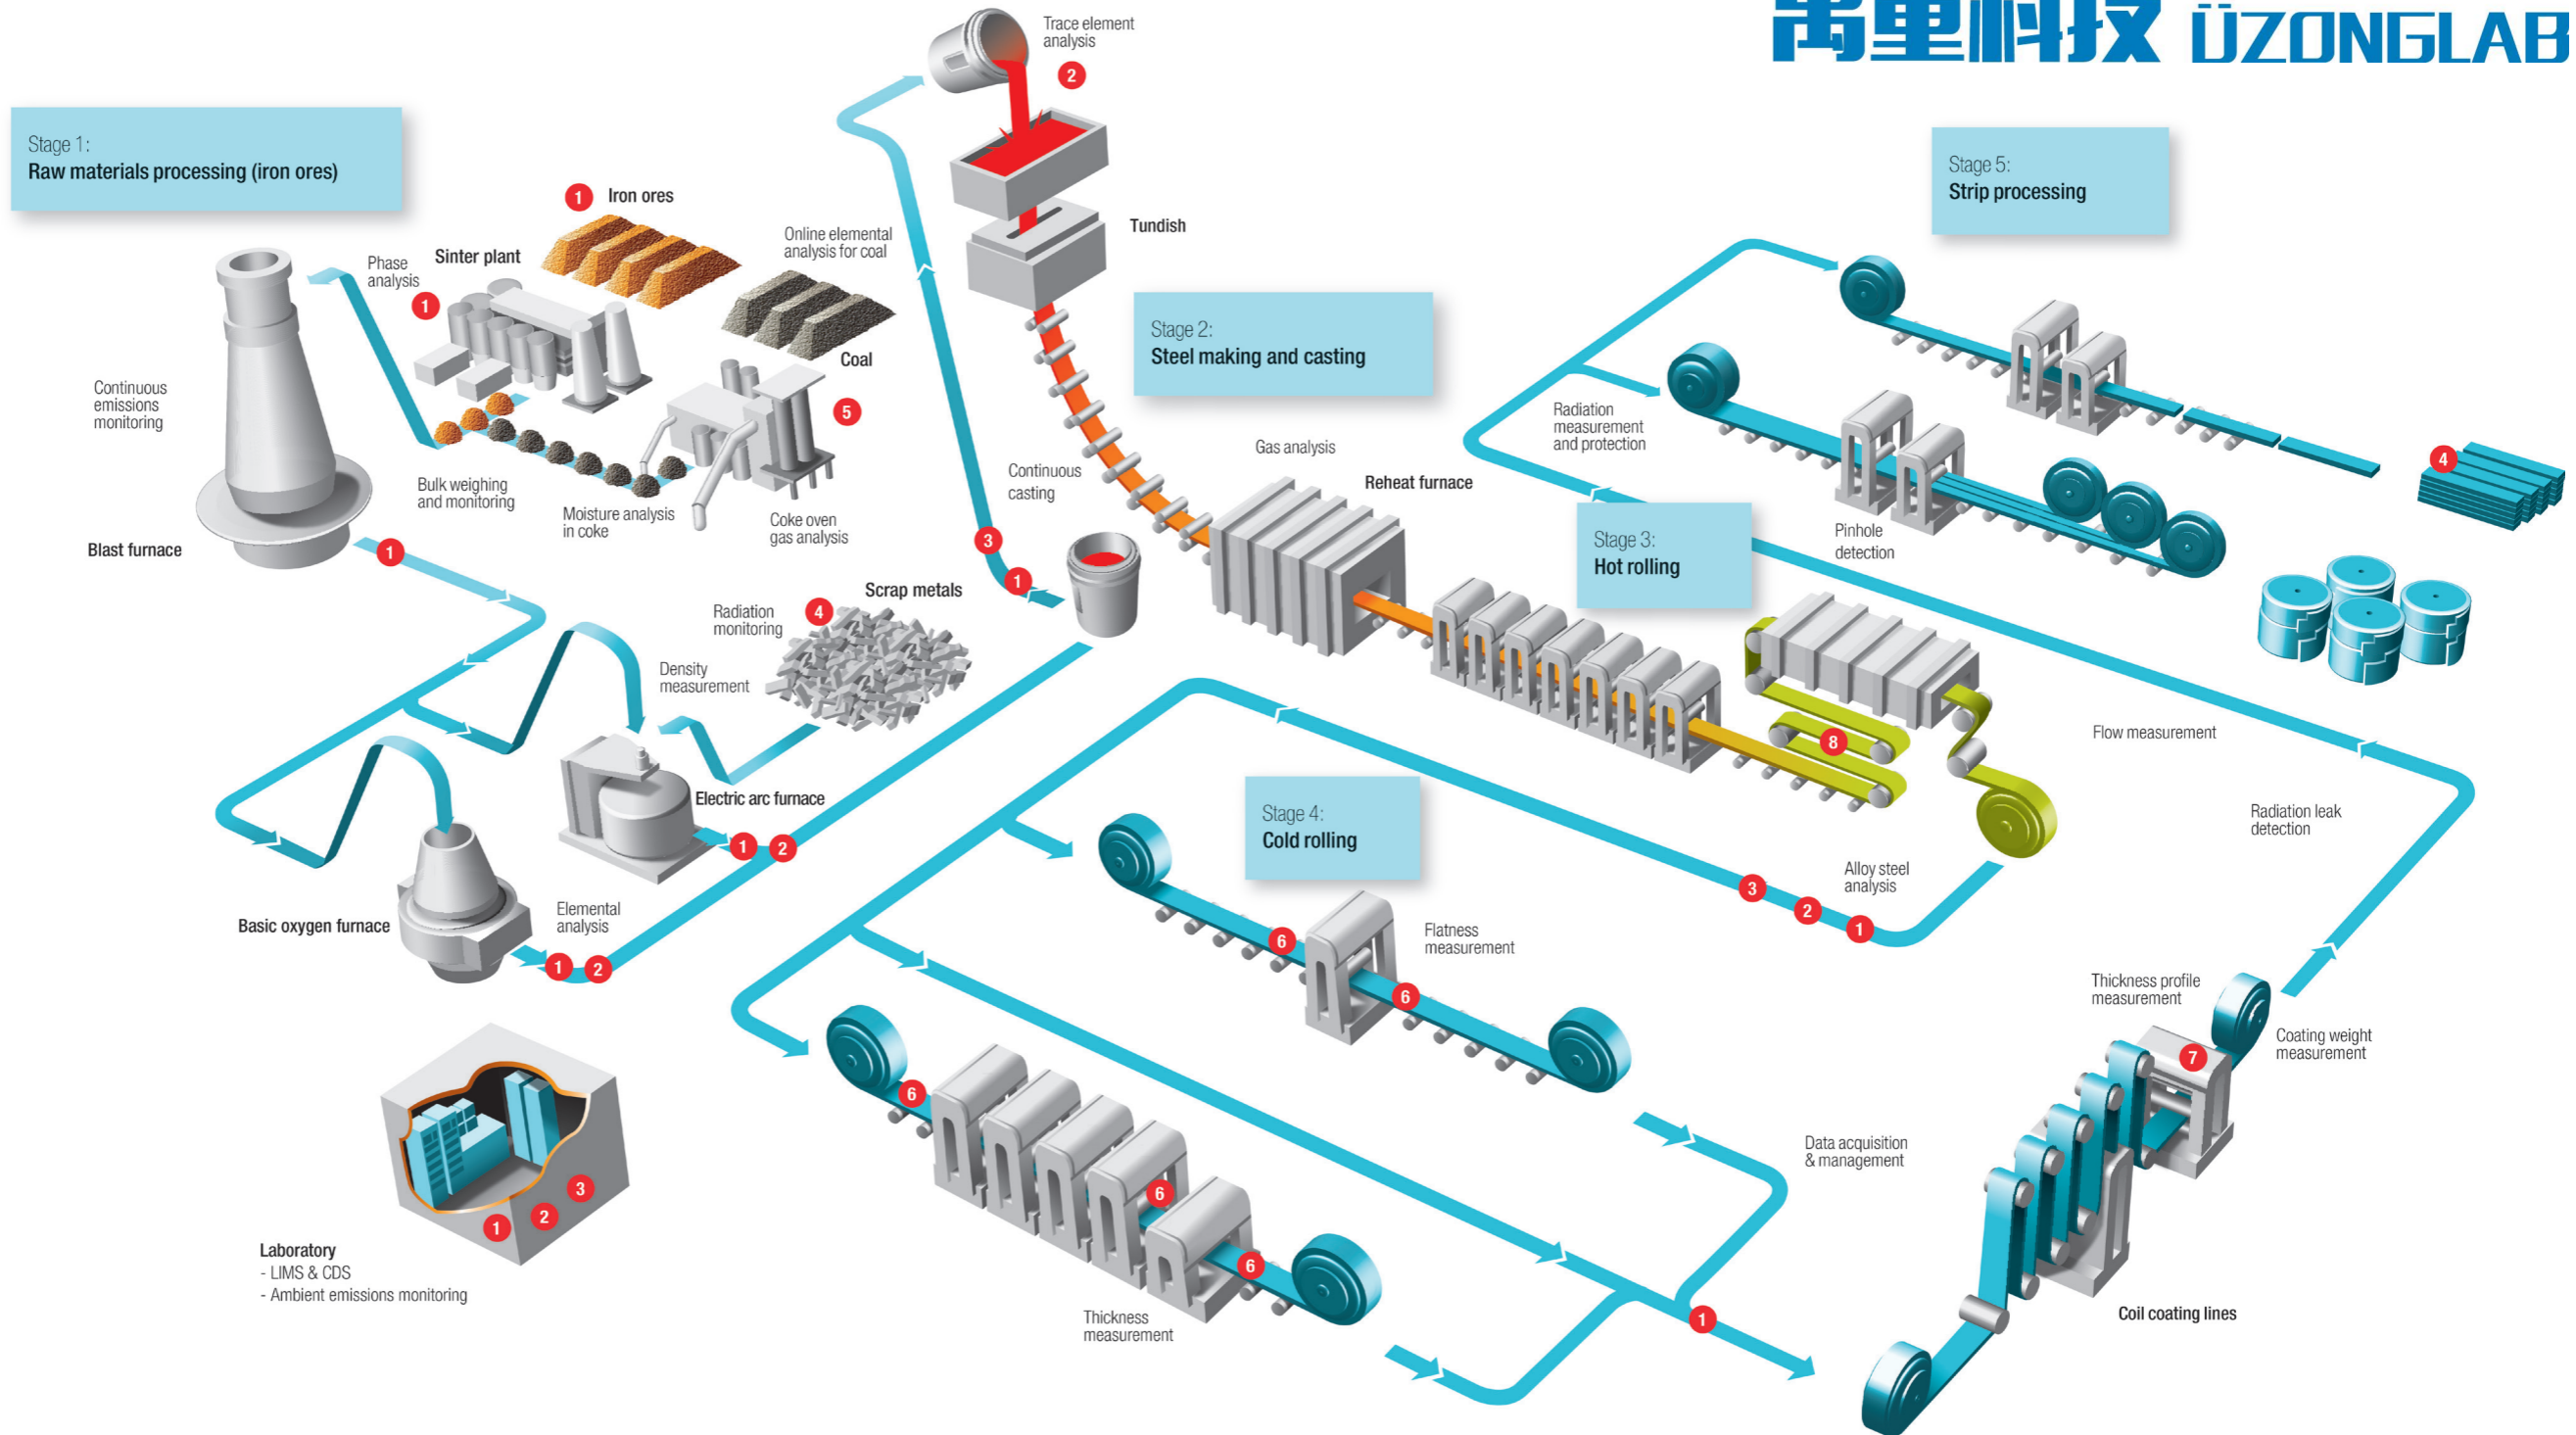 禹重科技 ÜZONGLAB
Trace element
analysis
2
Stage 1:
Raw materials processing (iron ores)
1 Iron ores
Online elemental
analysis for coal
Phase
analysis
1
Sinter plant
Coal
5
Continuous
emissions
monitoring
Bulk weighing
and monitoring
Moisture analysis
in coke
Coke oven
gas analysis
Blast furnace
1
Tundish
Stage 2:
Steel making and casting
Continuous
casting
3
1
Gas analysis
Reheat furnace
Scrap metals
Radiation
monitoring
4
Density
measurement
Electric arc furnace
1 2
Basic oxygen furnace
Elemental
analysis
1 2
Laboratory
- LIMS & CDS
- Ambient emissions monitoring
1
2
3
Stage 3:
Hot rolling
8
Alloy steel
analysis
3
2
1
Stage 4:
Cold rolling
6
Flatness
measurement
6
6
6
6
Thickness
measurement
1
Data acquisition
& management
Stage 5:
Strip processing
Radiation
measurement
and protection
4
Pinhole
detection
Flow measurement
Radiation leak
detection
Thickness profile
measurement
7
Coating weight
measurement
Coil coating lines